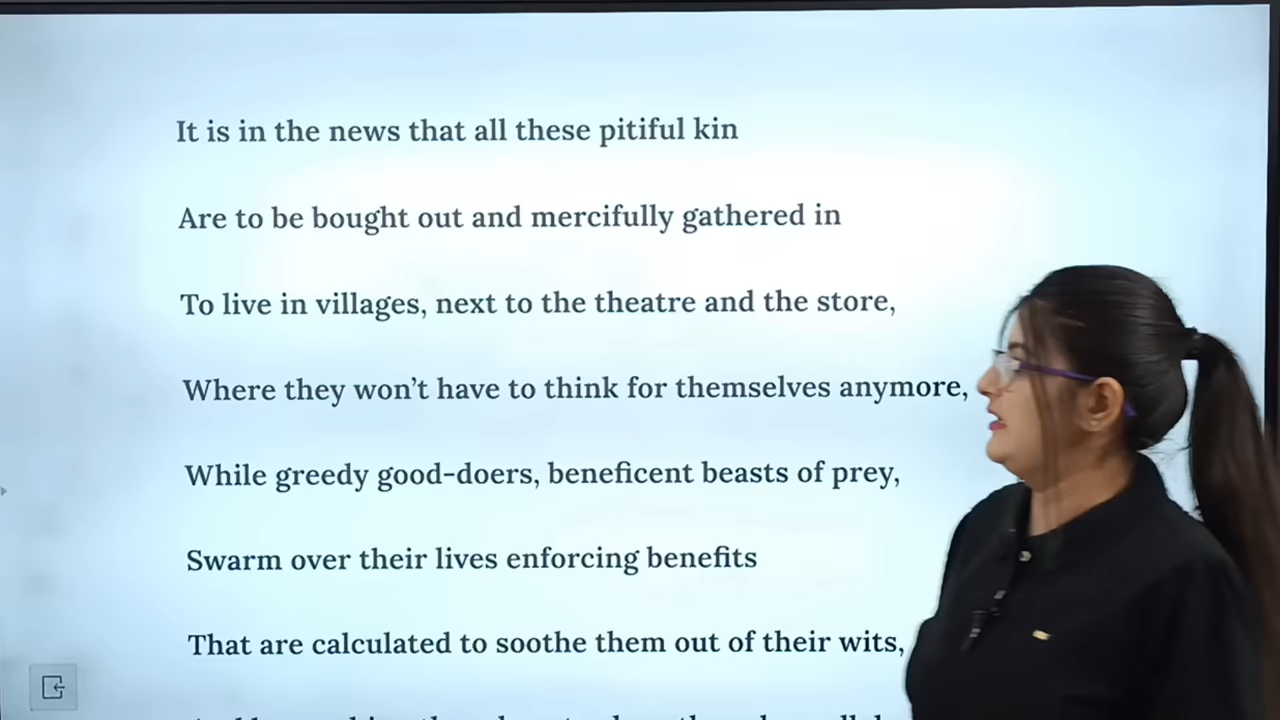 It is in the news that all these pitiful kin
Are to be bought out and mercifully gathered in
To live in villages, next to the theatre and the store,
Where they won’t have to think for themselves anymore,
While greedy good-doers, beneficent beasts of prey,
Swarm over their lives enforcing benefits
That are calculated to soothe them out of their wits,